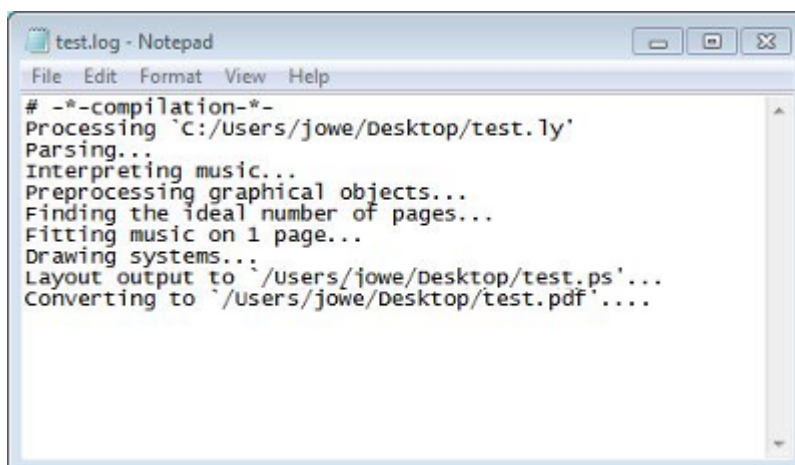 test.log - Notepad
File Edit Format View Help
# -*-compilation-*-
Processing `C:/Users/jowe/Desktop/test.ly'
Parsing...
Interpreting music...
Preprocessing graphical objects...
Finding the ideal number of pages...
Fitting music on 1 page...
Drawing systems...
Layout output to `/Users/jowe/Desktop/test.ps'...
Converting to `/Users/jowe/Desktop/test.pdf'....